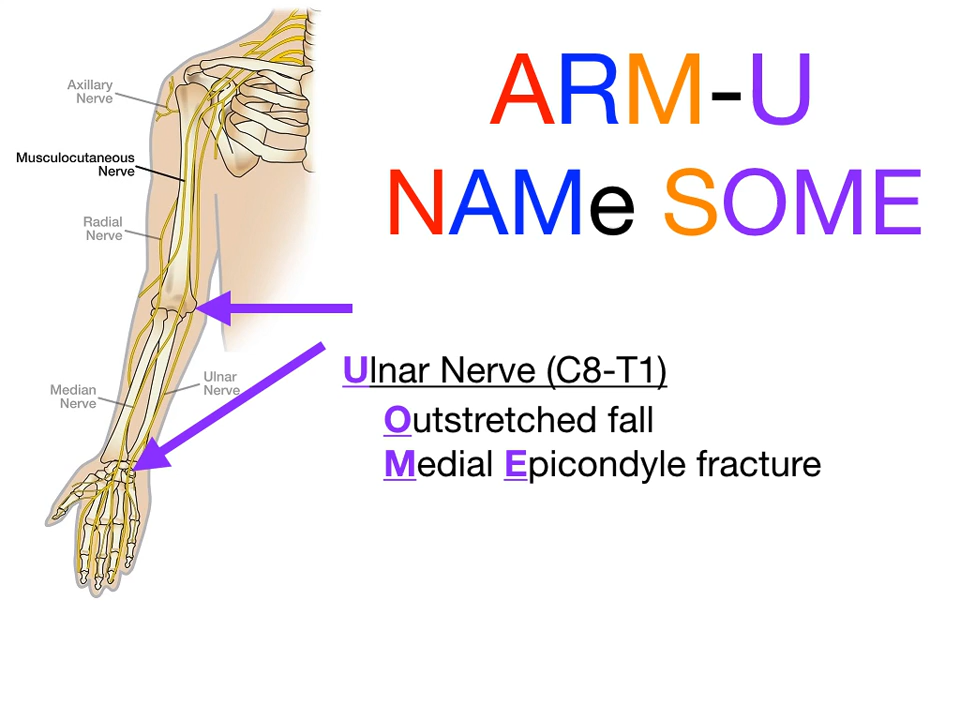 ARM-U
NAMe SOME
Axillary
Nerve
Musculocutaneous
Nerve
Radial
Nerve
Median
Nerve
Ulnar
Nerve
Ulnar Nerve (C8-T1)
Outstretched fall
Medial Epicondyle fracture